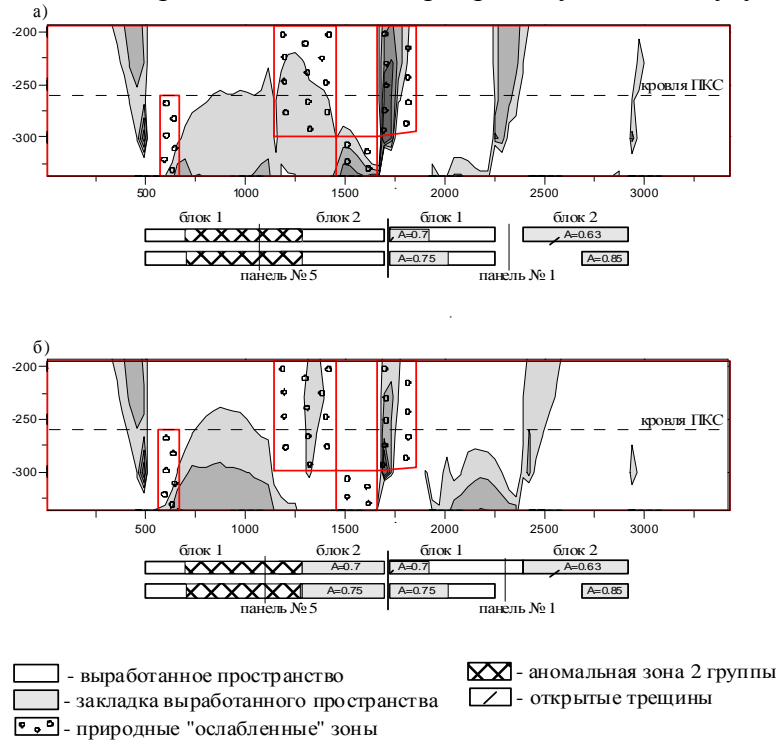 а)
-200
-250
кровля ПКС
-300
500 1000 1500 2000 2500 3000
блок 1 блок 2 блок 1 блок 2
A=0.7 A=0.63
A=0.75 A=0.85
панель № 5 панель № 1
б)
-200
-250
кровля ПКС
-300
500 1000 1500 2000 2500 3000
блок 1 блок 2 блок 1 блок 2
A=0.7 A=0.7 A=0.63
A=0.75 A=0.75 A=0.85
панель № 5 панель № 1
- выработанное пространство - аномальная зона 2 группы
- закладка выработанного пространства - открытые трещины
- природные "ослабленные" зоны